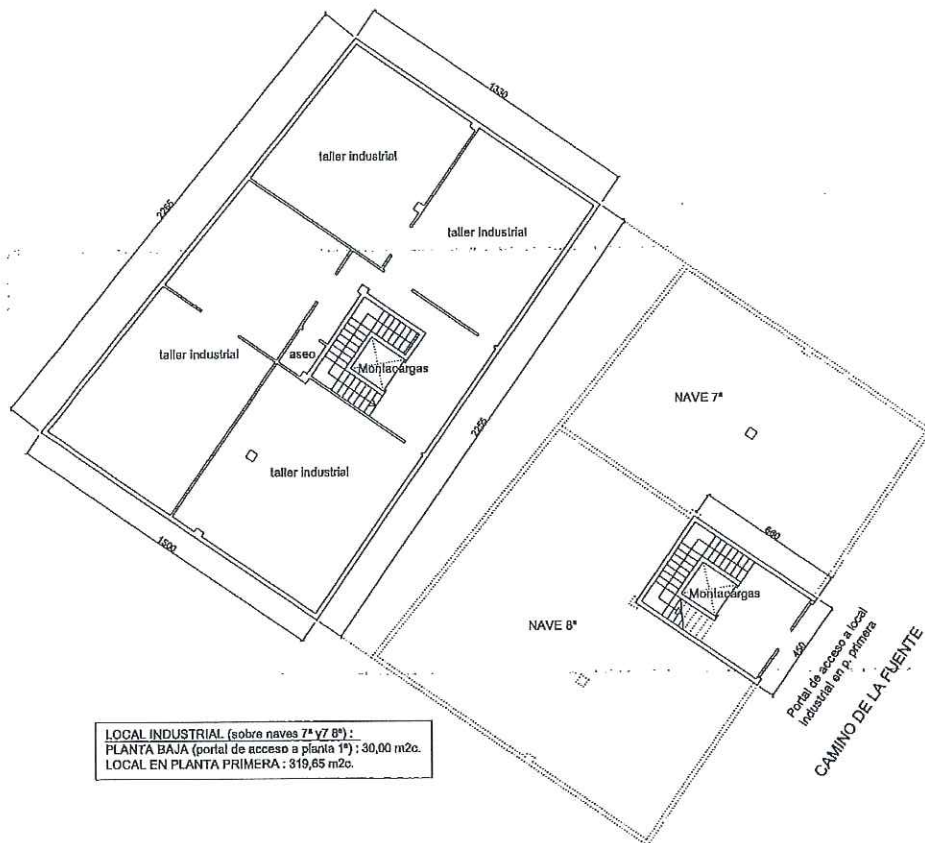 1330
taller industrial
2265
taller industrial
taller industrial
aseo
Montacargas
NAVE 7ª
2255
taller industrial
1500
Montacargas
NAVE 8ª
450
Portal de acceso a local
industrial en p. primera
CAMINO DE LA FUENTE
LOCAL INDUSTRIAL (sobre naves 7ª y7 8ª) :
PLANTA BAJA (portal de acceso a planta 1ª) : 30,00 m2c.
LOCAL EN PLANTA PRIMERA : 319,65 m2c.